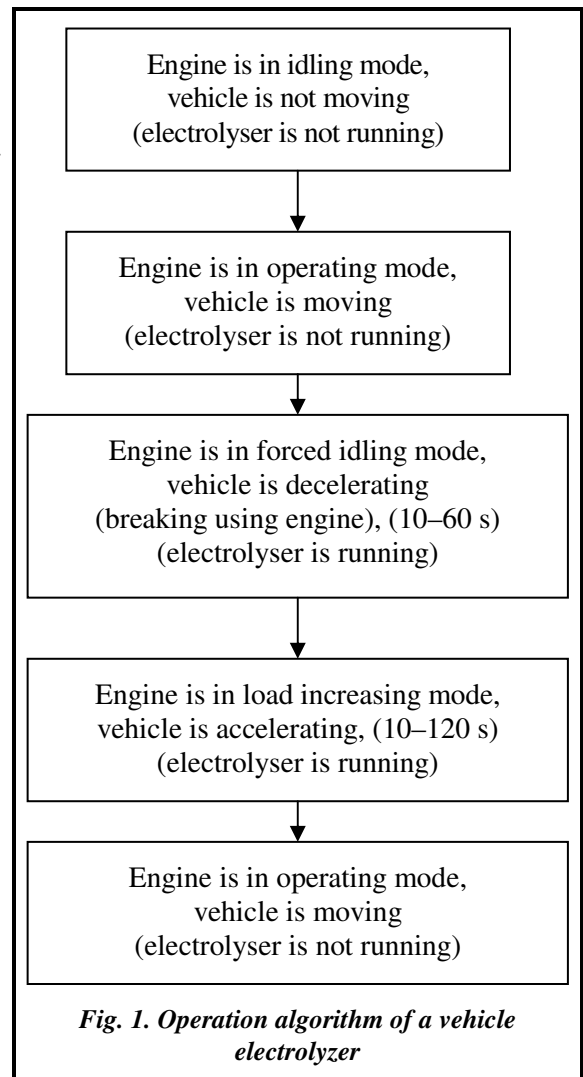 Engine is in idling mode,
vehicle is not moving
(electrolyser is not running)
Engine is in operating mode,
vehicle is moving
(electrolyser is not running)
Engine is in forced idling mode,
vehicle is decelerating
(breaking using engine), (10–60 s)
(electrolyser is running)
Engine is in load increasing mode,
vehicle is accelerating, (10–120 s)
(electrolyser is running)
Engine is in operating mode,
vehicle is moving
(electrolyser is not running)
Fig. 1. Operation algorithm of a vehicle
electrolyzer